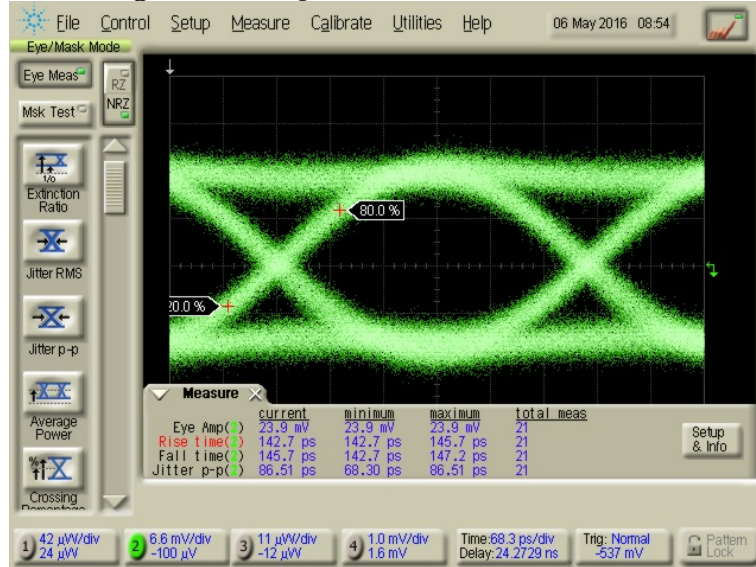 File Control Setup Measure Calibrate Utilities Help 06 May 2016 08:54
Eye/Mask Mode
Eye Meas
RZ
NRZ
Msk Test
1/0
Extinction
Ratio
Jitter RMS
Jitter p-p
Average
Power
%
Crossing
80.0 %
20.0 %
Measure
current minimum maximum total meas
Eye Amp(2) 23.9 mV 23.9 mV 23.9 mV 21
Rise time(2) 142.7 ps 142.7 ps 145.7 ps 21
Fall time(2) 145.7 ps 142.7 ps 147.2 ps 21
Jitter p-p(2) 86.51 ps 68.30 ps 86.51 ps 21
Setup
& Info
1 42 µW/div
24 µW
2 6.6 mV/div
-100 µV
3 11 µW/div
-12 µW
4 1.0 mV/div
1.6 mV
Time:68.3 ps/div
Delay:24.2729 ns
Trig: Normal
-537 mV
Pattern
Lock